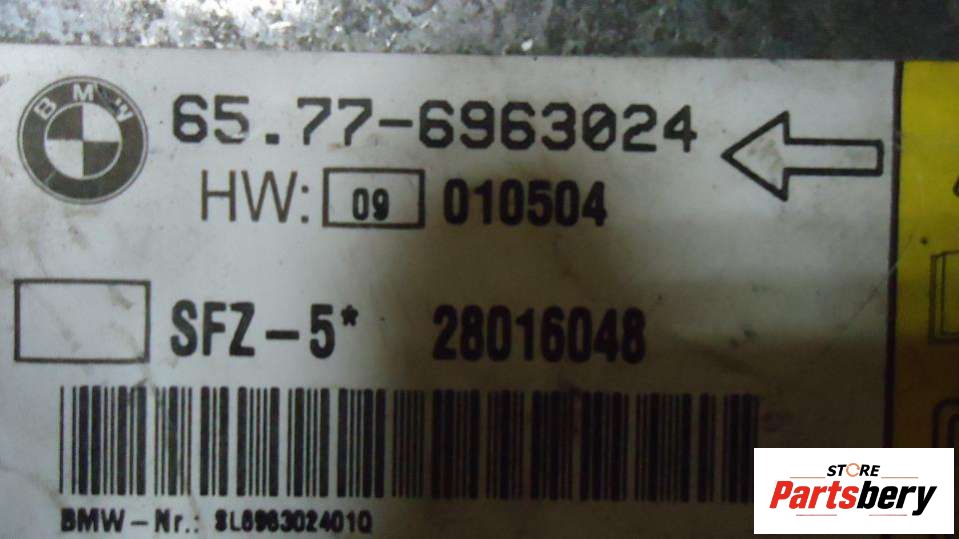 BMW
65.77-6963024
HW: 09 010504
SFZ-5* 28016048
BMW-Nr.: SL696302401Q
STORE
Partsbery